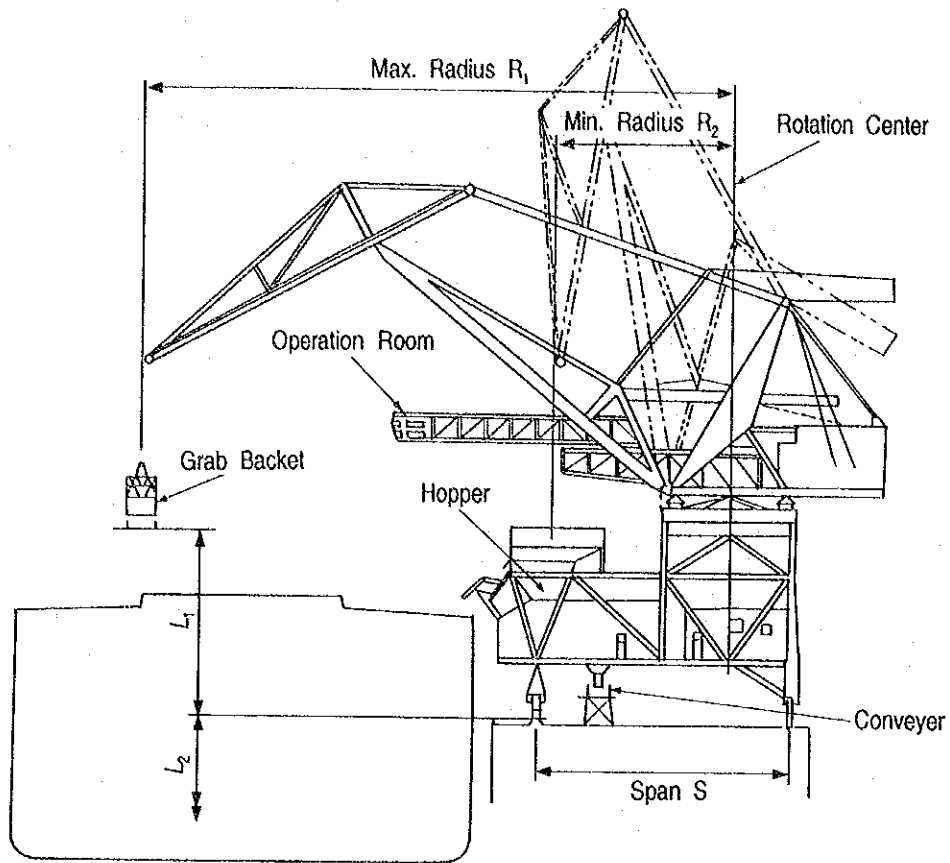 Max. Radius R₁
Min. Radius R₂
Rotation Center
Operation Room
Grab Backet
Hopper
L₁
L₂
Conveyer
Span S